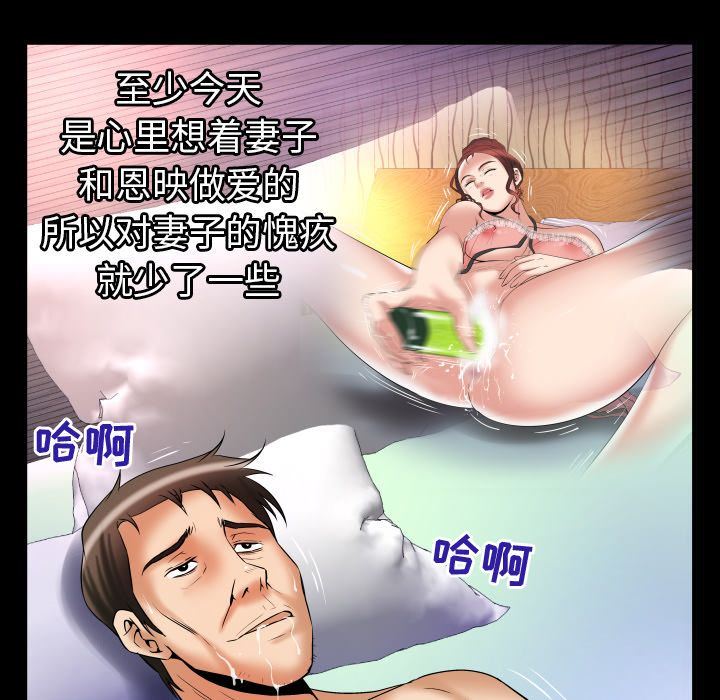 至少今天
是心里想着妻子
和恩映做爱的
所以对妻子的愧疚
就少了一些
哈啊
哈啊